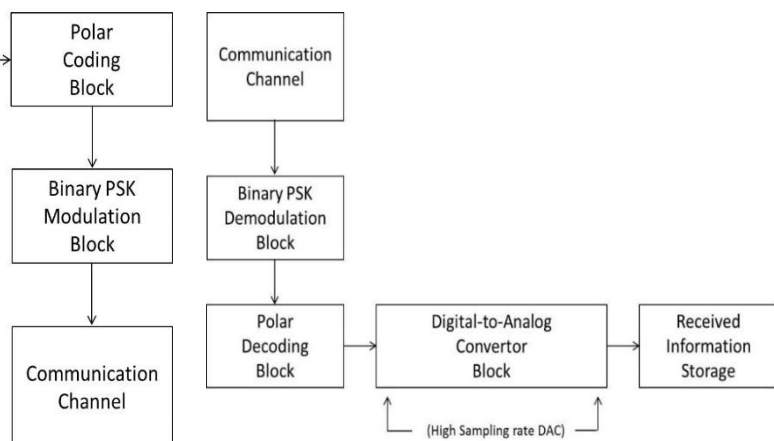 Polar
Coding
Block
Binary PSK
Modulation
Block
Communication
Channel
Communication
Channel
Binary PSK
Demodulation
Block
Polar
Decoding
Block
Digital-to-Analog
Convertor
Block
Received
Information
Storage
(High Sampling rate DAC)